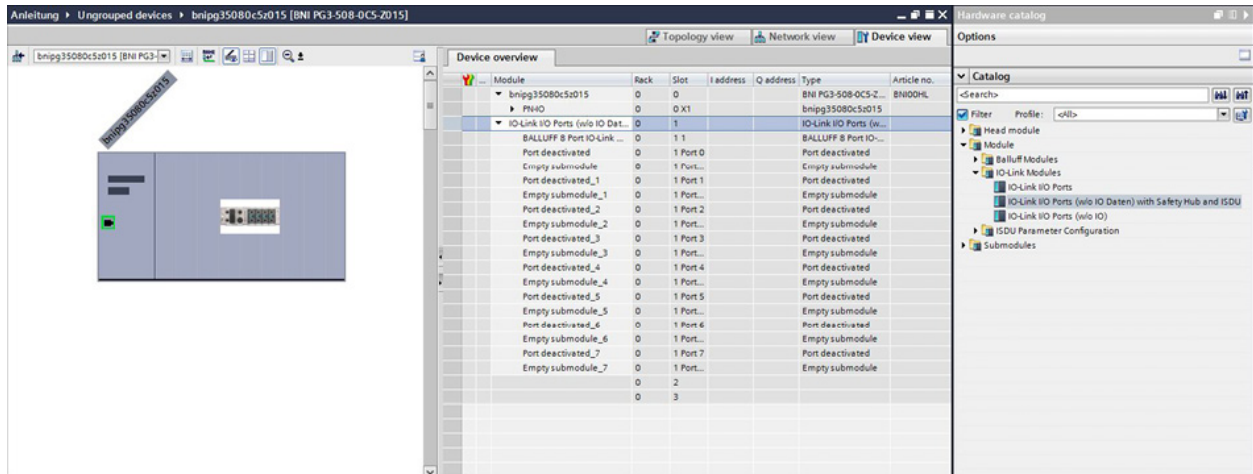 Anleitung ▸ Ungrouped devices ▸ bnipg35080c5z015 [BNI PG3-508-0C5-Z015]
Hardware catalog
Topology view Network view Device view
Options
bnipg35080c5z015 [BNI PG3-
Device overview
bnipg35080c5z015
... Module Rack Slot I address Q address Type Article no.
bnipg35080c5z015 0 0 BNI PG3-508-0C5-Z... BNI00HL
PN-IO 0 0 X1 bnipg35080c5z015
IO-Link I/O Ports (w/o IO Dat... 0 1 IO-Link I/O Ports (w...
BALLUFF 8 Port IO-Link ... 0 1 1 BALLUFF 8 Port IO-...
Port deactivated 0 1 Port 0 Port deactivated
Empty submodule 0 1 Port... Empty submodule
Port deactivated_1 0 1 Port 1 Port deactivated
Empty submodule_1 0 1 Port... Empty submodule
Port deactivated_2 0 1 Port 2 Port deactivated
Empty submodule_2 0 1 Port... Empty submodule
Port deactivated_3 0 1 Port 3 Port deactivated
Empty submodule_3 0 1 Port... Empty submodule
Port deactivated_4 0 1 Port 4 Port deactivated
Empty submodule_4 0 1 Port... Empty submodule
Port deactivated_5 0 1 Port 5 Port deactivated
Empty submodule_5 0 1 Port... Empty submodule
Port deactivated_6 0 1 Port 6 Port deactivated
Empty submodule_6 0 1 Port... Empty submodule
Port deactivated_7 0 1 Port 7 Port deactivated
Empty submodule_7 0 1 Port... Empty submodule
0 2
0 3
Catalog
<Search>
Filter Profile: <All>
Head module
Module
Balluff Modules
IO-Link Modules
IO-Link I/O Ports
IO-Link I/O Ports (w/o IO Daten) with Safety Hub and ISDU
IO-Link I/O Ports (w/o IO)
ISDU Parameter Configuration
Submodules